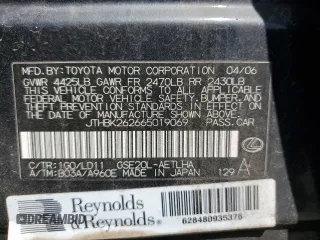 MFD. BY: TOYOTA MOTOR CORPORATION 04/06
GVWR 4425LB GAWR FR 2470LB RR 2430LB
THIS VEHICLE CONFORMS TO ALL APPLICABLE
FEDERAL MOTOR VEHICLE SAFETY, BUMPER, AND
THEFT PREVENTION STANDARDS IN EFFECT ON
THE DATE OF MANUFACTURE SHOWN ABOVE.
JTHBK262665019069 PASS.CAR
C/TR: 1G0/LD11 GSE20L-AETLHA
A/TM: B03A/A960E MADE IN JAPAN 129 A
Reynolds
& Reynolds
628480935376
DREAMBID